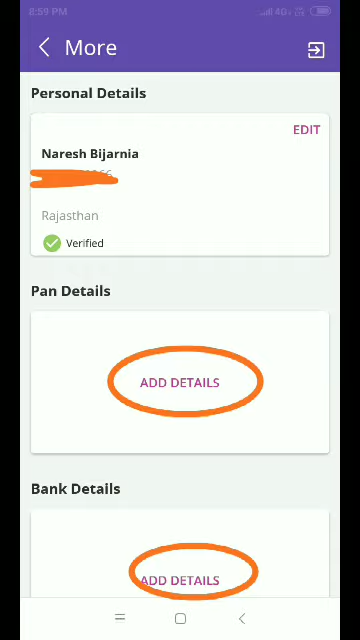 8:59 PM
4G+
More
Personal Details
EDIT
Naresh Bijarnia
Rajasthan
Verified
Pan Details
ADD DETAILS
Bank Details
ADD DETAILS